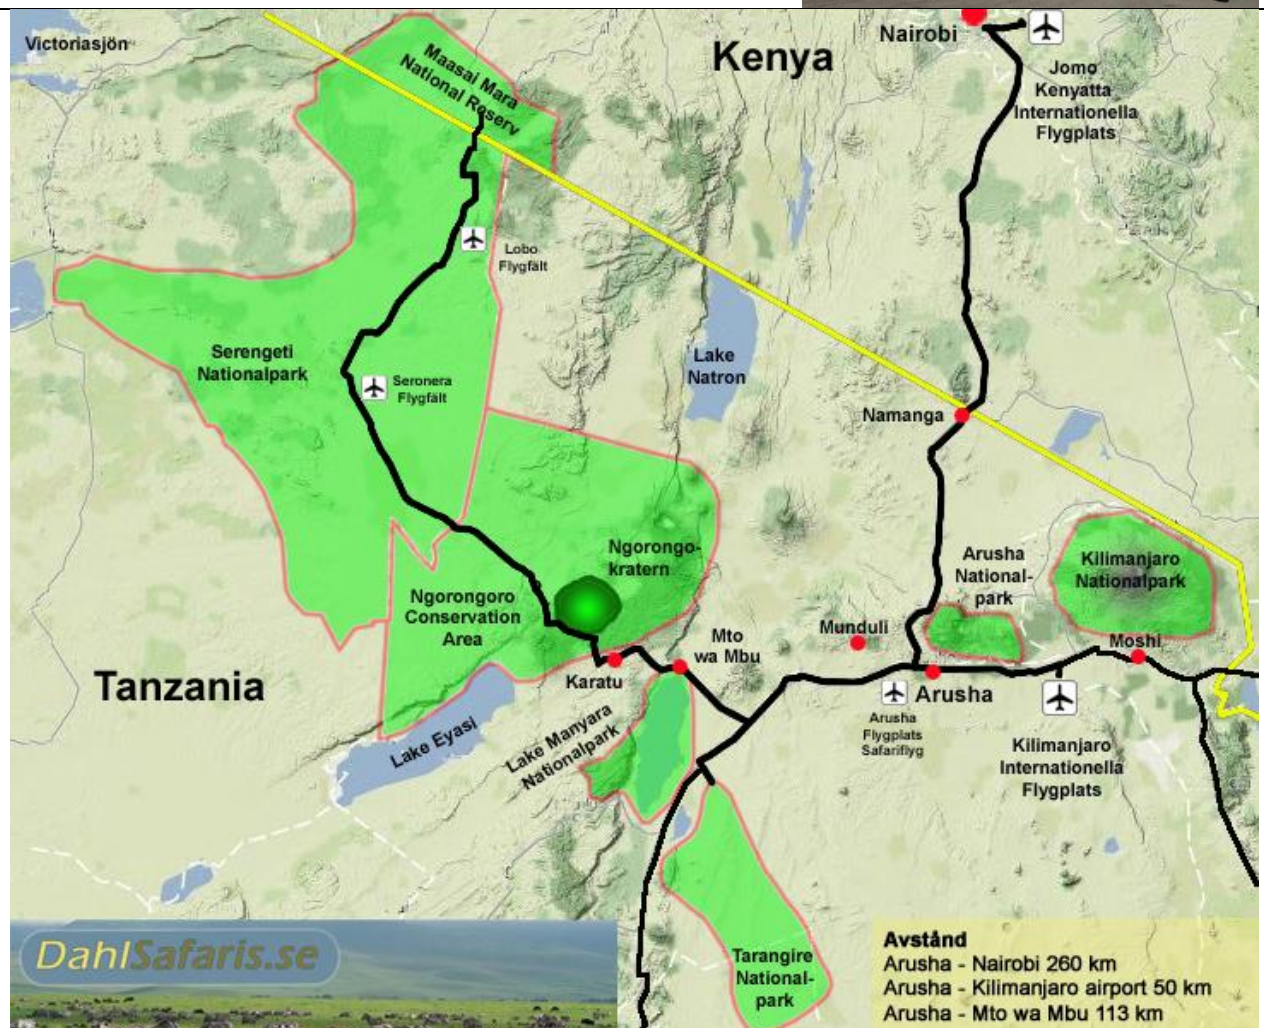 Victoriasjön
Maasai Mara
National Reserv
Kenya
Nairobi
Jomo
Kenyatta
Internationella
Flygplats
Lobo
Flygfält
Serengeti
Nationalpark
Seronera
Flygfält
Lake
Natron
Namanga
Ngorongo-
kratern
Arusha
National-
park
Kilimanjaro
Nationalpark
Ngorongoro
Conservation
Area
Munduli
Mto
wa Mbu
Moshi
Tanzania
Karatu
Arusha
Arusha
Flygplats
Safariflyg
Lake Eyasi
Lake Manyara
Nationalpark
Kilimanjaro
Internationella
Flygplats
Tarangire
National-
park
DahlSafaris.se
Avstånd
Arusha - Nairobi 260 km
Arusha - Kilimanjaro airport 50 km
Arusha - Mto wa Mbu 113 km